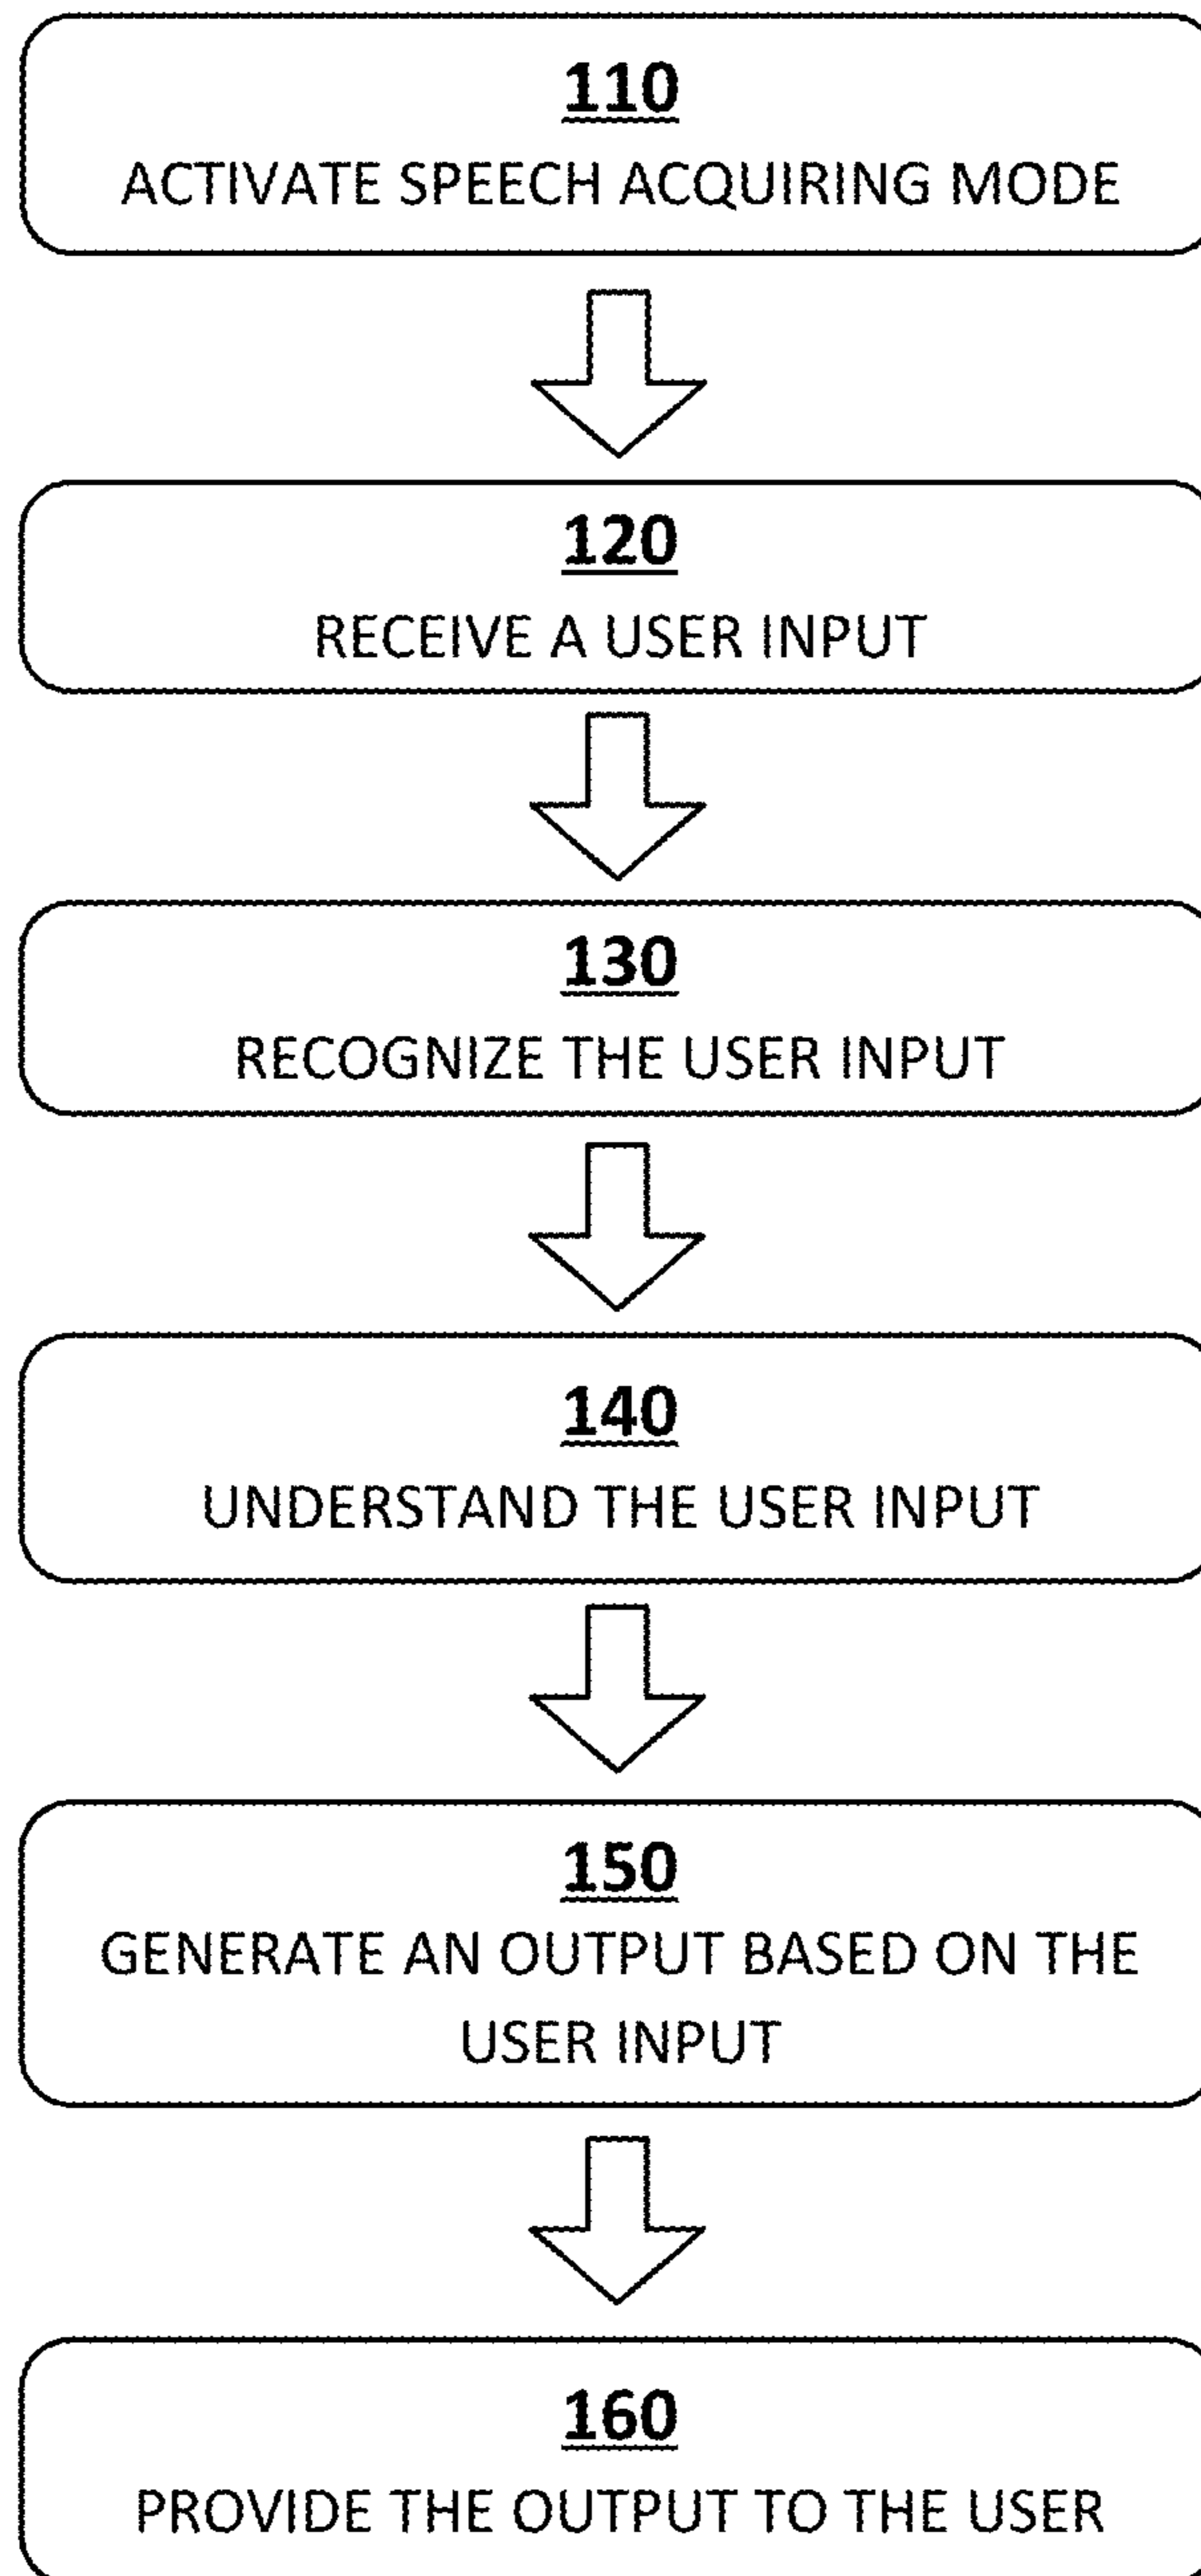 110
ACTIVATE SPEECH ACQUIRING MODE
120
RECEIVE A USER INPUT
130
RECOGNIZE THE USER INPUT
140
UNDERSTAND THE USER INPUT
150
GENERATE AN OUTPUT BASED ON THE
USER INPUT
160
PROVIDE THE OUTPUT TO THE USER